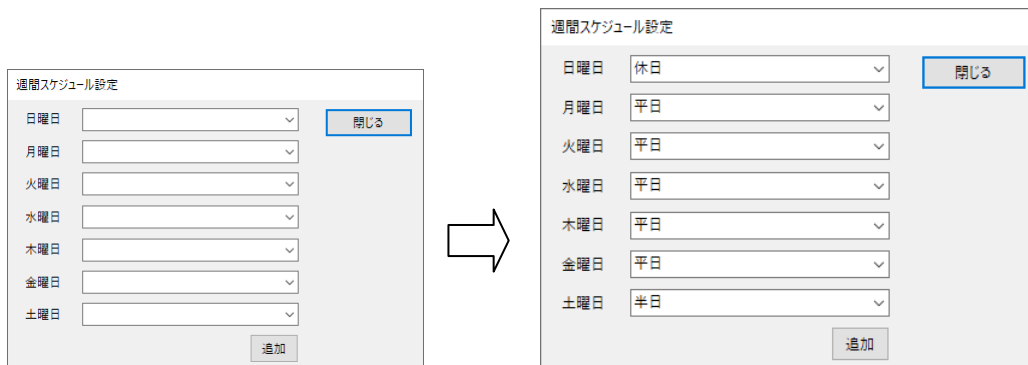 週間スケジュール設定
日曜日
閉じる
月曜日
火曜日
水曜日
木曜日
金曜日
土曜日
追加
週間スケジュール設定
日曜日 休日
閉じる
月曜日 平日
火曜日 平日
水曜日 平日
木曜日 平日
金曜日 平日
土曜日 半日
追加